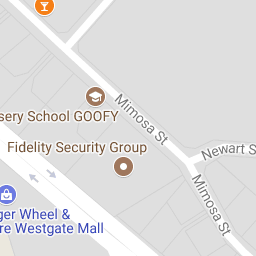 sery School GOOFY
Mimosa St
Fidelity Security Group
Newart S
Mimosa St
ger Wheel &
re Westgate Mall